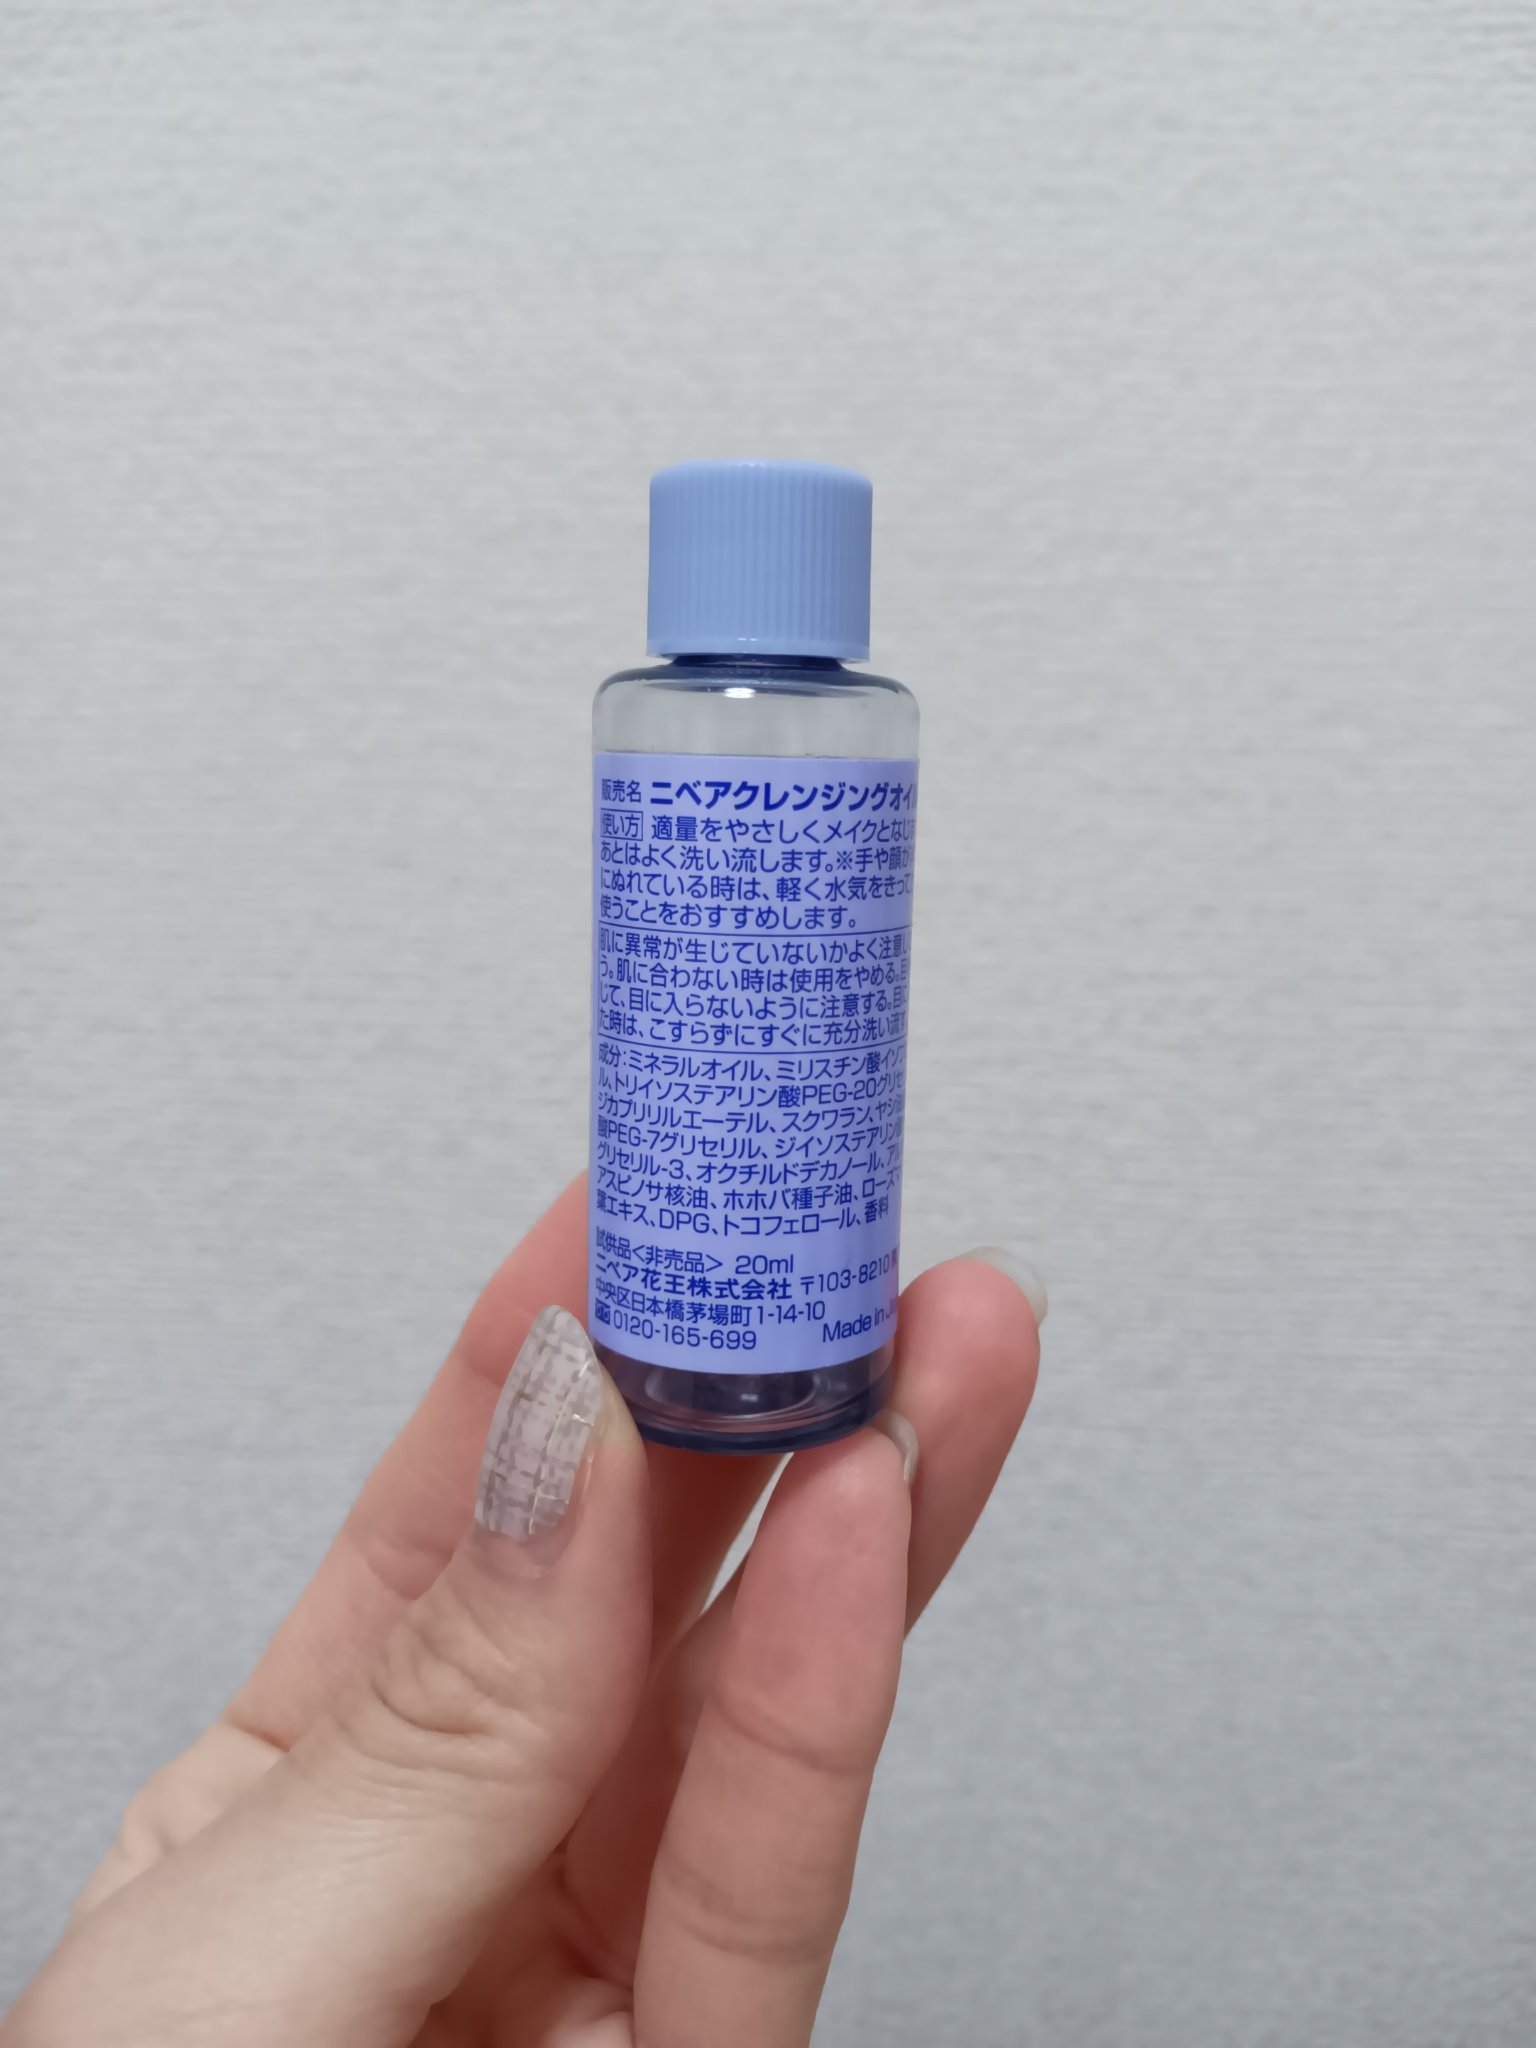 販売名 ニベアクレンジングオイル
使い方 適量をやさしくメイクとなじま
あとはよく洗い流します。※手や顔が
にぬれている時は、軽く水気をきって
使うことをおすすめします。
肌に異常が生じていないかよく注意し
う。肌に合わない時は使用をやめる。目
じて、目に入らないように注意する。目に
た時は、こすらずにすぐに充分洗い流す
成分:ミネラルオイル、ミリスチン酸イソプ
ル、トリイソステアリン酸PEG-20グリセ
ジカプリリルエーテル、スクワラン、ヤシ油
酸PEG-7グリセリル、ジイソステアリン酸
グリセリル-3、オクチルドデカノール、アル
アスピノサ核油、ホホバ種子油、ローズマ
葉エキス、DPG、トコフェロール、香料
試供品<非売品> 20ml
ニベア花王株式会社 〒103-8210
中央区日本橋茅場町1-14-10
0120-165-699 Made in